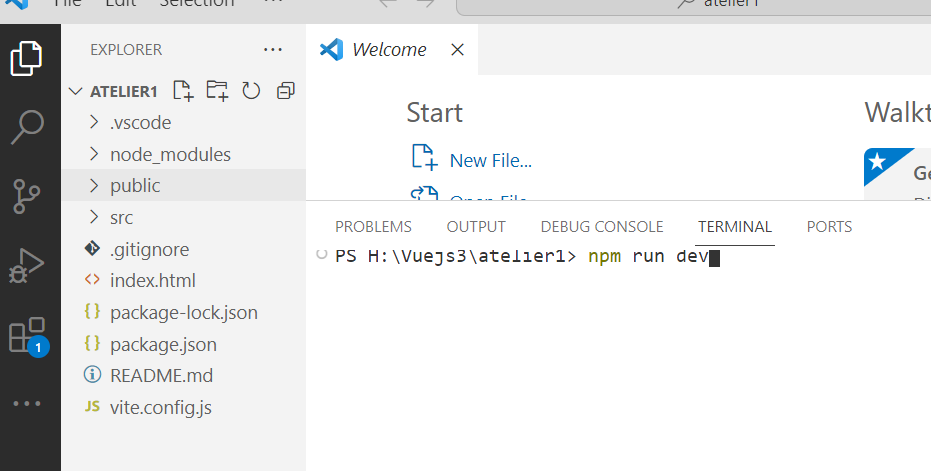 File Edit Selection ... atelier1
EXPLORER ...
Welcome
ATELIER1
.vscode
Start
Walkt
node_modules
New File...
public
Ge
src
Open File
PROBLEMS OUTPUT DEBUG CONSOLE TERMINAL PORTS
.gitignore
PS H:\Vuejs3\atelier1> npm run dev
index.html
{} package-lock.json
{} package.json
1
README.md
JS vite.config.js
...